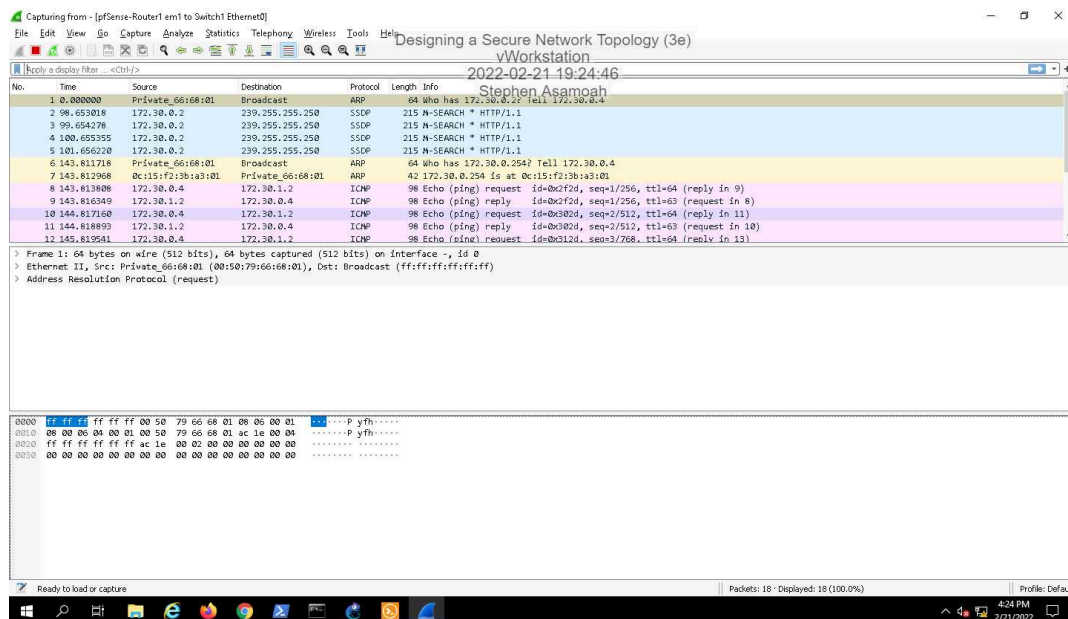 Capturing from - [pfSense-Router1 em1 to Switch1 Ethernet0]
File Edit View Go Capture Analyze Statistics Telephony Wireless Tools Help
Designing a Secure Network Topology (3e)
vWorkstation
2022-02-21 19:24:46
Stephen Asamoah
Apply a display filter ... <Ctrl-/>
No. Time Source Destination Protocol Length Info
1 0.000000 Private_66:68:01 Broadcast ARP 64 Who has 172.30.0.2? Tell 172.30.0.4
2 98.653018 172.30.0.2 239.255.255.250 SSDP 215 M-SEARCH * HTTP/1.1
3 99.654278 172.30.0.2 239.255.255.250 SSDP 215 M-SEARCH * HTTP/1.1
4 100.655355 172.30.0.2 239.255.255.250 SSDP 215 M-SEARCH * HTTP/1.1
5 101.656220 172.30.0.2 239.255.255.250 SSDP 215 M-SEARCH * HTTP/1.1
6 143.811718 Private_66:68:01 Broadcast ARP 64 Who has 172.30.0.254? Tell 172.30.0.4
7 143.812968 0c:15:f2:3b:a3:01 Private_66:68:01 ARP 42 172.30.0.254 is at 0c:15:f2:3b:a3:01
8 143.813808 172.30.0.4 172.30.1.2 ICMP 98 Echo (ping) request id=0x2f2d, seq=1/256, ttl=64 (reply in 9)
9 143.816349 172.30.1.2 172.30.0.4 ICMP 98 Echo (ping) reply id=0x2f2d, seq=1/256, ttl=63 (request in 8)
10 144.817160 172.30.0.4 172.30.1.2 ICMP 98 Echo (ping) request id=0x302d, seq=2/512, ttl=64 (reply in 11)
11 144.818893 172.30.1.2 172.30.0.4 ICMP 98 Echo (ping) reply id=0x302d, seq=2/512, ttl=63 (request in 10)
12 145.819541 172.30.0.4 172.30.1.2 ICMP 98 Echo (ping) request id=0x312d, seq=3/768, ttl=64 (reply in 13)
> Frame 1: 64 bytes on wire (512 bits), 64 bytes captured (512 bits) on interface -, id 0
> Ethernet II, Src: Private_66:68:01 (00:50:79:66:68:01), Dst: Broadcast (ff:ff:ff:ff:ff:ff)
> Address Resolution Protocol (request)
0000 ff ff ff ff ff ff 00 50 79 66 68 01 08 06 00 01 ·······P yfh·····
0010 08 00 06 04 00 01 00 50 79 66 68 01 ac 1e 00 04 ·······P yfh·····
0020 ff ff ff ff ff ff ac 1e 00 02 00 00 00 00 00 00 ········ ········
0030 00 00 00 00 00 00 00 00 00 00 00 00 00 00 00 00 ········ ········
Ready to load or capture Packets: 18 · Displayed: 18 (100.0%) Profile: Defau
4:24 PM
2/21/2022